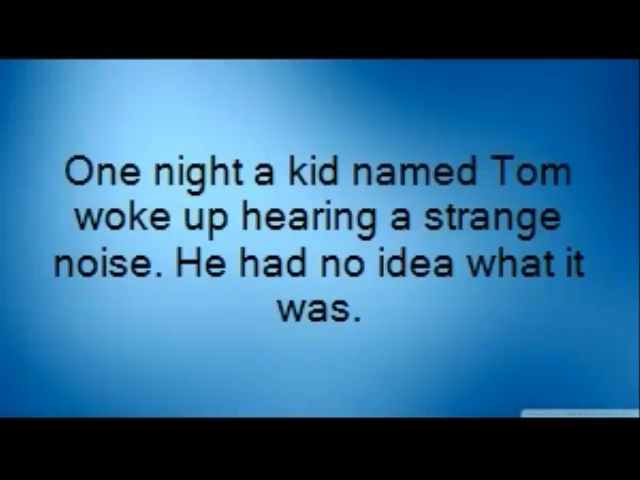 One night a kid named Tom
woke up hearing a strange
noise. He had no idea what it
was.